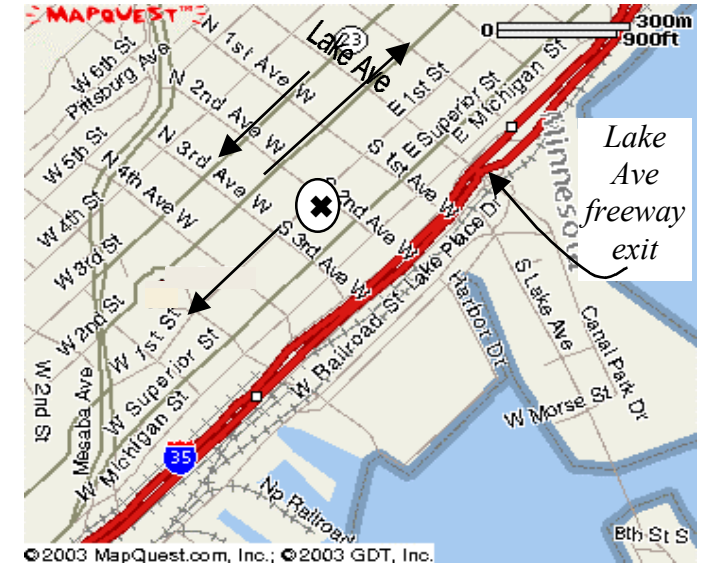 MAPQUEST™
W 6th St
Pittsburg Ave
N 1st Ave W
Lake Ave
23
0
300m
900ft
N 2nd Ave W
E 1st St
E Superior St
E Michigan St
W 5th St
N 3rd Ave W
N 4th Ave W
S 1st Ave W
Minnesota
Lake
Ave
freeway
exit
W 4th St
S 2nd Ave W
W 3rd St
S 3rd Ave W
Lake Place Dr
W 2nd St
W 1st St
W Superior St
W Michigan St
W Railroad St
Harbor Dr
S Lake Ave
Canal Park Dr
W 2nd St
Mesaba Ave
W Morse St
35
Np Railroad
8th St S
©2003 MapQuest.com, Inc.; ©2003 GDT, Inc.